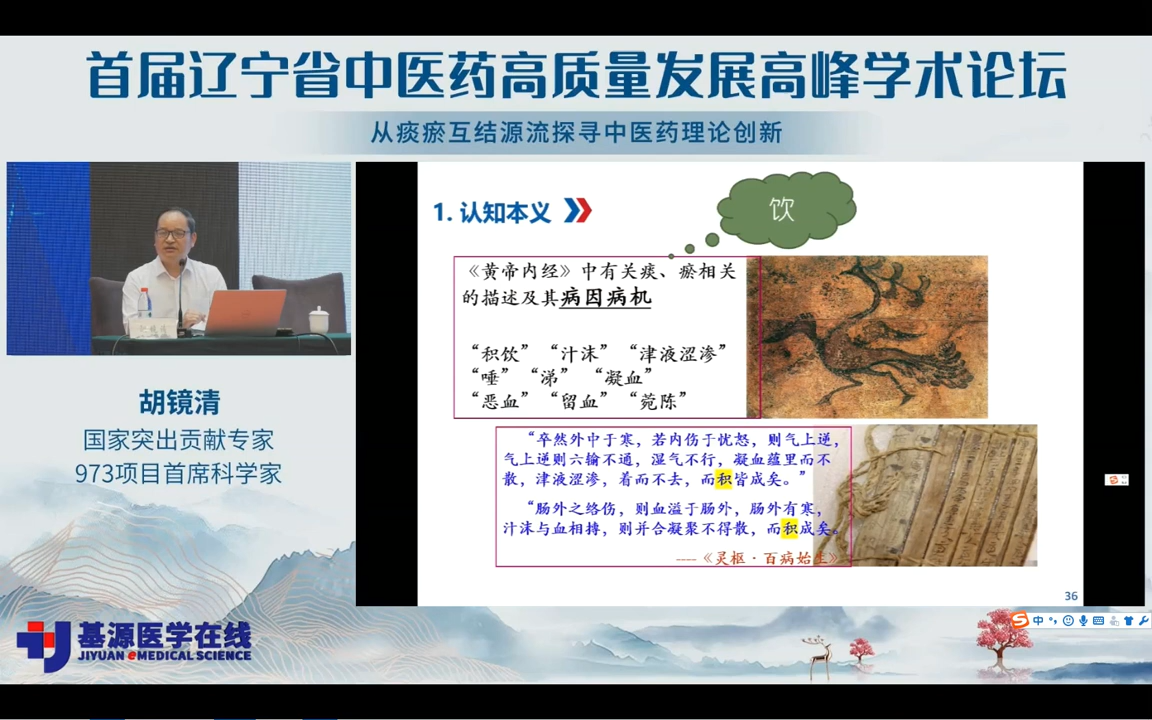 首届辽宁省中医药高质量发展高峰学术论坛
从痰瘀互结源流探寻中医药理论创新
胡镜清
国家突出贡献专家
973项目首席科学家
1. 认知本义
饮
《黄帝内经》中有关痰、瘀相关
的描述及其病因病机
“积饮” “汁沫” “津液涩渗”
“唾” “涕” “凝血”
“恶血” “留血” “菀陈”
“卒然外中于寒，若内伤于忧怒，则气上逆，
气上逆则六输不通，湿气不行，凝血蕴里而不
散，津液涩渗，着而不去，而积皆成矣。”
“肠外之络伤，则血溢于肠外，肠外有寒，
汁沫与血相搏，则并合凝聚不得散，而积成矣。
----《灵枢·百病始生》
36
基源医学在线
JIYUAN eMEDICAL SCIENCE
中